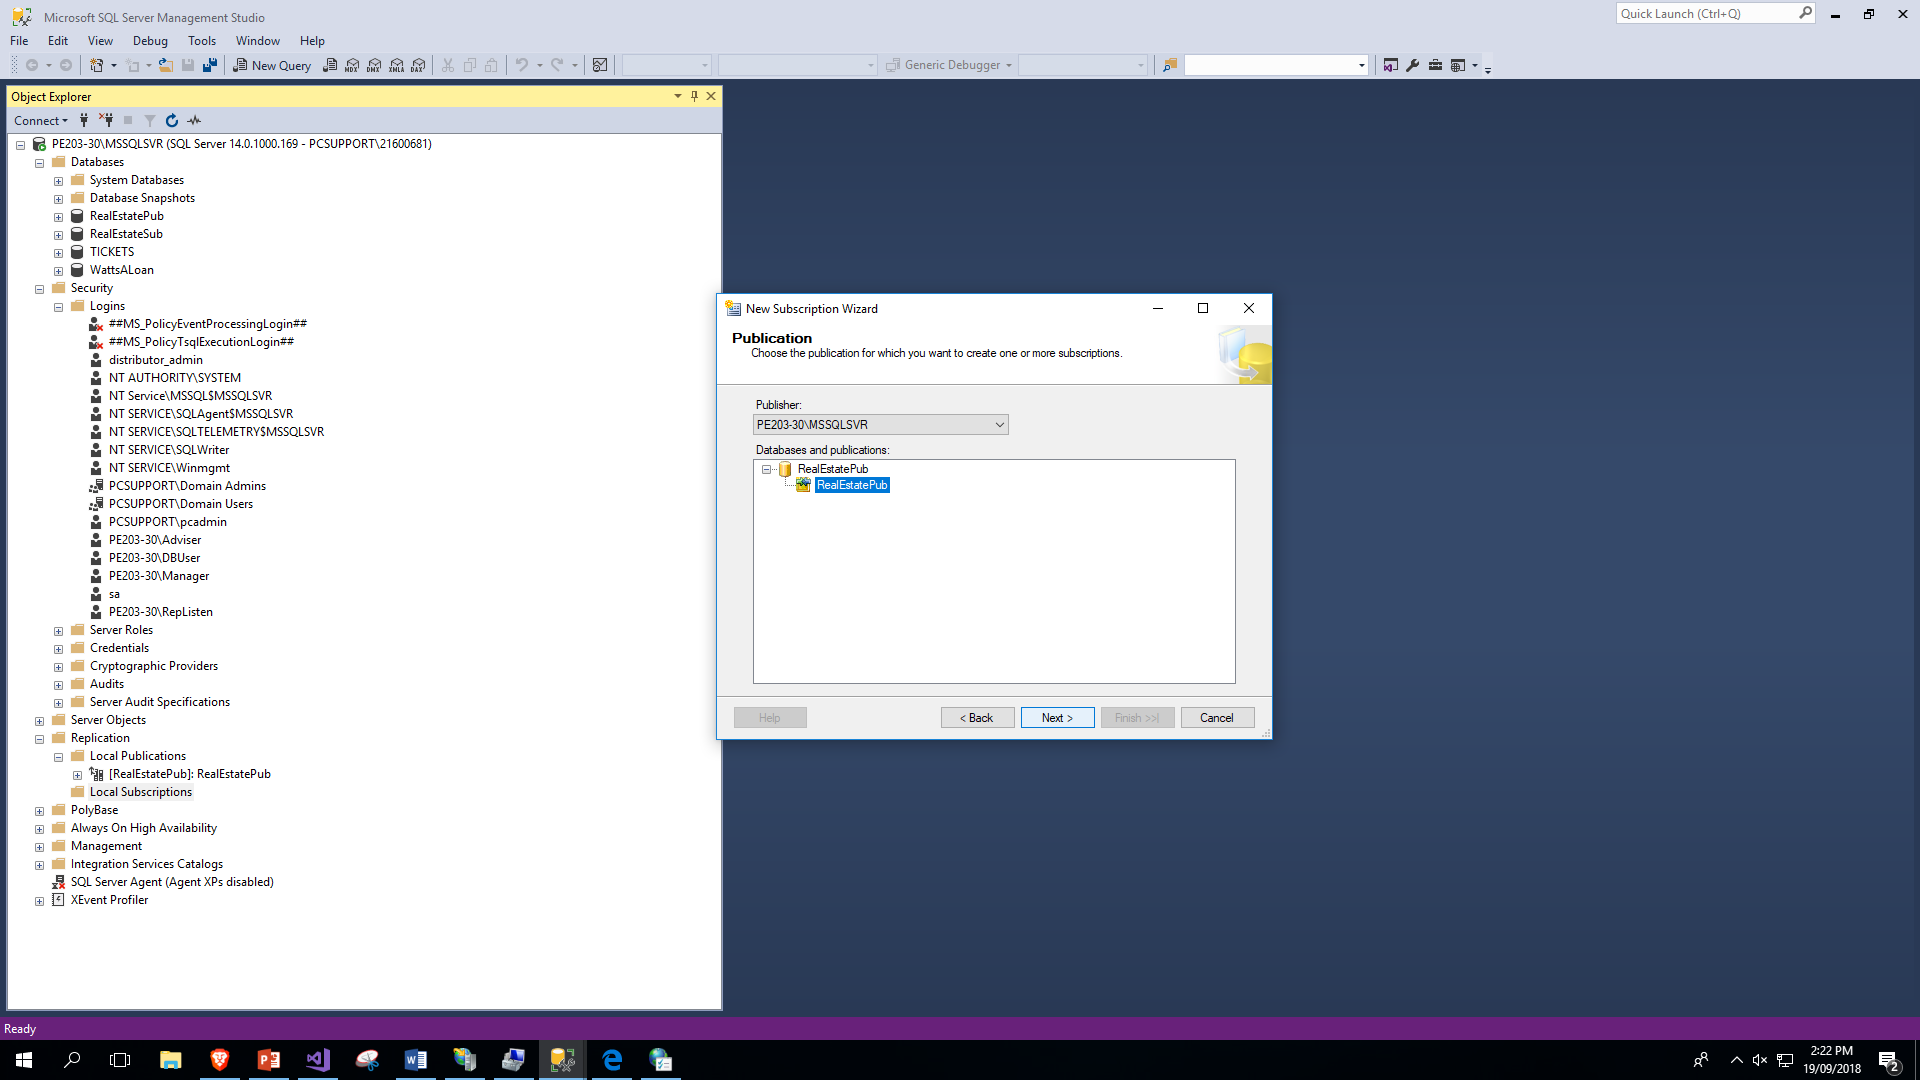 Microsoft SQL Server Management Studio
Quick Launch (Ctrl+Q)
File Edit View Debug Tools Window Help
New Query
MDX
DMX
XMLA
DAX
Generic Debugger
Object Explorer
Connect
PE203-30\MSSQLSVR (SQL Server 14.0.1000.169 - PCSUPPORT\21600681)
Databases
System Databases
Database Snapshots
RealEstatePub
RealEstateSub
TICKETS
WattsALoan
Security
Logins
##MS_PolicyEventProcessingLogin##
##MS_PolicyTsqlExecutionLogin##
distributor_admin
NT AUTHORITY\SYSTEM
NT Service\MSSQL$MSSQLSVR
NT SERVICE\SQLAgent$MSSQLSVR
NT SERVICE\SQLTELEMETRY$MSSQLSVR
NT SERVICE\SQLWriter
NT SERVICE\Winmgmt
PCSUPPORT\Domain Admins
PCSUPPORT\Domain Users
PCSUPPORT\pcadmin
PE203-30\Adviser
PE203-30\DBUser
PE203-30\Manager
sa
PE203-30\RepListen
Server Roles
Credentials
Cryptographic Providers
Audits
Server Audit Specifications
Server Objects
Replication
Local Publications
[RealEstatePub]: RealEstatePub
Local Subscriptions
PolyBase
Always On High Availability
Management
Integration Services Catalogs
SQL Server Agent (Agent XPs disabled)
XEvent Profiler
New Subscription Wizard
Publication
Choose the publication for which you want to create one or more subscriptions.
Publisher:
PE203-30\MSSQLSVR
Databases and publications:
RealEstatePub
RealEstatePub
Help < Back Next > Finish >>| Cancel
Ready
2:22 PM
19/09/2018
2